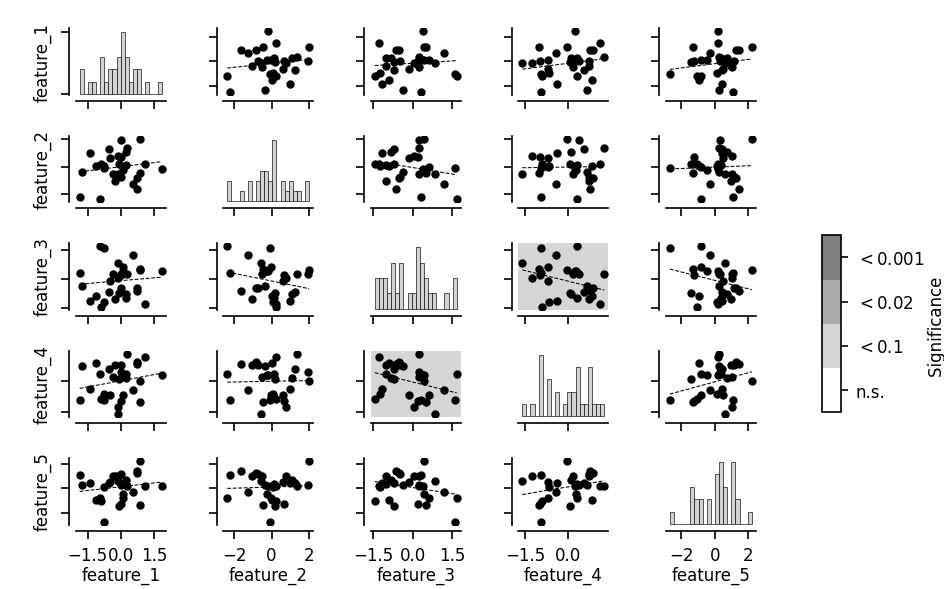 feature_1
feature_2
feature_3
feature_4
feature_5
−1.5 0.0 1.5
feature_1
−2 0 2
feature_2
−1.5 0.0 1.5
feature_3
−1.5 0.0
feature_4
−2 0 2
feature_5
< 0.001
< 0.02
< 0.1
n.s.
Significance